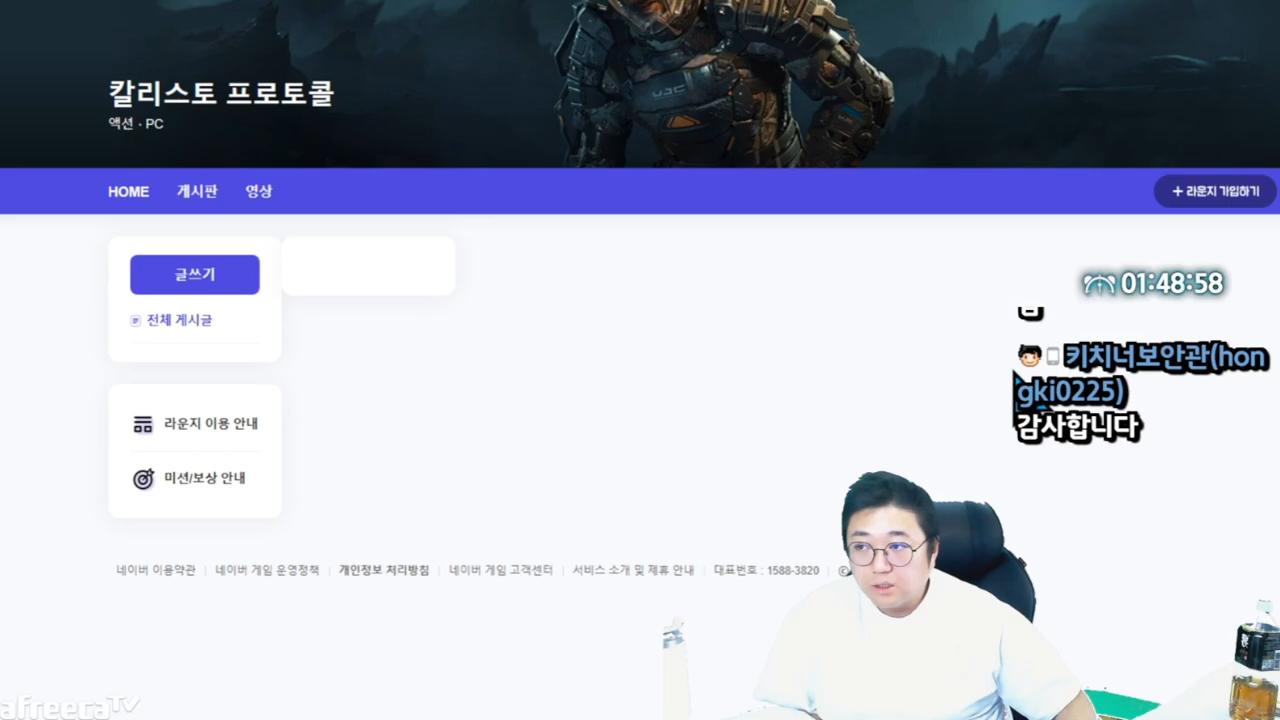 칼리스토 프로토콜
액션 · PC
HOME 게시판 영상
+ 라운지 가입하기
글쓰기
전체 게시글
01:48:58
키치너보안관(hon
gki0225)
감사합니다
라운지 이용 안내
미션/보상 안내
네이버 이용약관 | 네이버 게임 운영정책 | 개인정보 처리방침 | 네이버 게임 고객센터 | 서비스 소개 및 제휴 안내 | 대표번호 : 1588-3820 | ©
afreecaTV